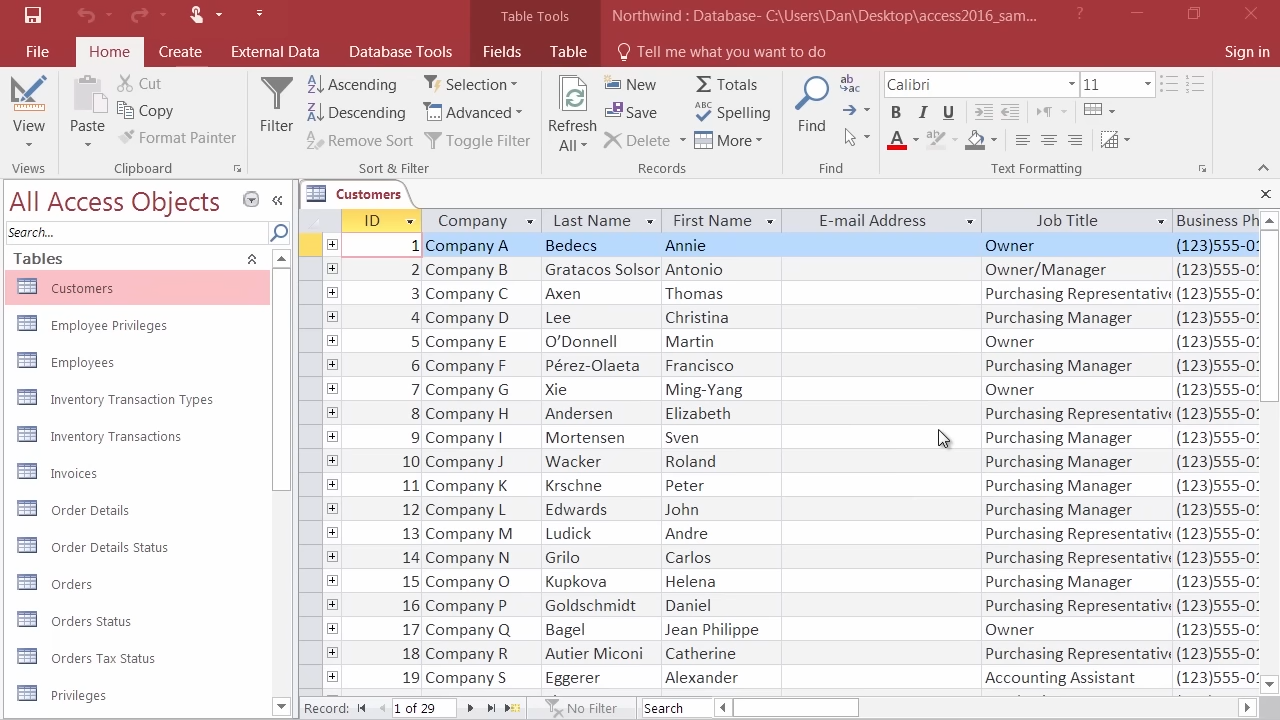 Table Tools
Northwind : Database- C:\Users\Dan\Desktop\access2016_sam...
?
File
Home
Create
External Data
Database Tools
Fields
Table
Tell me what you want to do
Sign in
View
Views
Paste
Cut
Copy
Format Painter
Clipboard
Filter
Ascending
Descending
Remove Sort
Selection
Advanced
Toggle Filter
Sort & Filter
Refresh
All
New
Save
Delete
Totals
Spelling
More
Records
Find
Find
Calibri
11
B I U
A
Text Formatting
All Access Objects
Search...
Tables
Customers
Employee Privileges
Employees
Inventory Transaction Types
Inventory Transactions
Invoices
Order Details
Order Details Status
Orders
Orders Status
Orders Tax Status
Privileges
Customers
ID Company Last Name First Name E-mail Address Job Title Business Ph
1 Company A Bedecs Annie Owner (123)555-01
2 Company B Gratacos Solsor Antonio Owner/Manager (123)555-01
3 Company C Axen Thomas Purchasing Representative (123)555-01
4 Company D Lee Christina Purchasing Manager (123)555-01
5 Company E O’Donnell Martin Owner (123)555-01
6 Company F Pérez-Olaeta Francisco Purchasing Manager (123)555-01
7 Company G Xie Ming-Yang Owner (123)555-01
8 Company H Andersen Elizabeth Purchasing Representative (123)555-01
9 Company I Mortensen Sven Purchasing Manager (123)555-01
10 Company J Wacker Roland Purchasing Manager (123)555-01
11 Company K Krschne Peter Purchasing Manager (123)555-01
12 Company L Edwards John Purchasing Manager (123)555-01
13 Company M Ludick Andre Purchasing Representative (123)555-01
14 Company N Grilo Carlos Purchasing Representative (123)555-01
15 Company O Kupkova Helena Purchasing Manager (123)555-01
16 Company P Goldschmidt Daniel Purchasing Representative (123)555-01
17 Company Q Bagel Jean Philippe Owner (123)555-01
18 Company R Autier Miconi Catherine Purchasing Representative (123)555-01
19 Company S Eggerer Alexander Accounting Assistant (123)555-01
Record: 1 of 29 No Filter Search